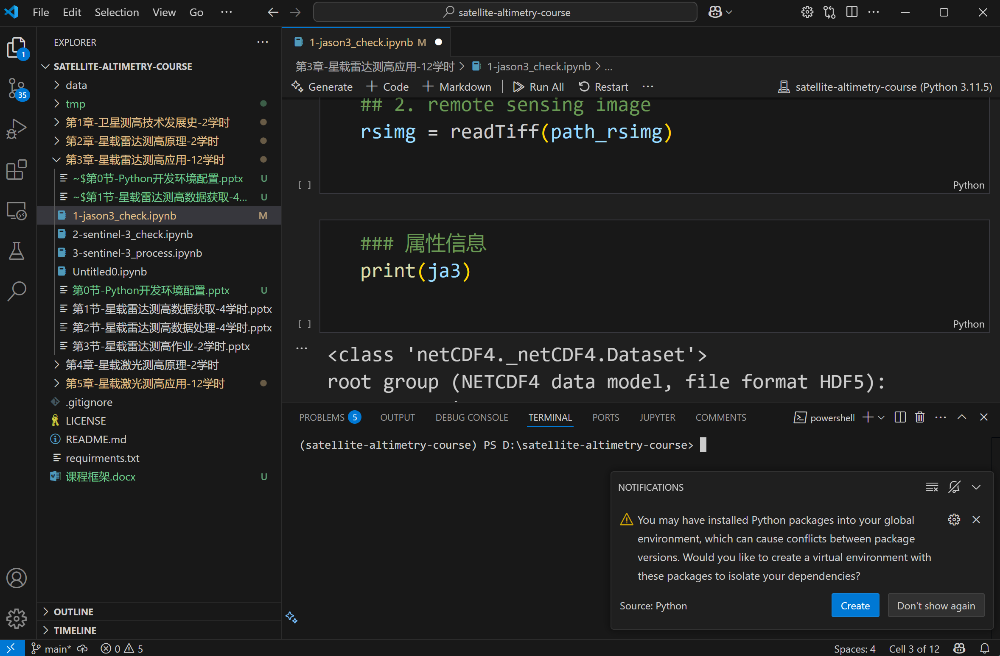 File Edit Selection View Go ··· satellite-altimetry-course
EXPLORER
1
35
SATELLITE-ALTIMETRY-COURSE
data
tmp
第1章-卫星测高技术发展史-2学时
第2章-星载雷达测高原理-2学时
第3章-星载雷达测高应用-12学时
~$第0节-Python开发环境配置.pptx U
~$第1节-星载雷达测高数据获取-4... U
1-jason3_check.ipynb M
2-sentinel-3_check.ipynb
3-sentinel-3_process.ipynb
Untitled0.ipynb
第0节-Python开发环境配置.pptx U
第1节-星载雷达测高数据获取-4学时.pptx
第2节-星载雷达测高数据处理-4学时.pptx
第3节-星载雷达测高作业-2学时.pptx
第4章-星载激光测高原理-2学时
第5章-星载激光测高应用-12学时
.gitignore
LICENSE
README.md
requirments.txt
课程框架.docx U
OUTLINE
TIMELINE
1-jason3_check.ipynb M
第3章-星载雷达测高应用-12学时 > 1-jason3_check.ipynb > ...
Generate + Code + Markdown | Run All Restart ··· satellite-altimetry-course (Python 3.11.5)
## 2. remote sensing image
rsimg = readTiff(path_rsimg)
[ ] Python
### 属性信息
print(ja3)
[ ] Python
<class 'netCDF4._netCDF4.Dataset'>
root group (NETCDF4 data model, file format HDF5):
PROBLEMS 5 OUTPUT DEBUG CONSOLE TERMINAL PORTS JUPYTER COMMENTS powershell
(satellite-altimetry-course) PS D:\satellite-altimetry-course>
NOTIFICATIONS
You may have installed Python packages into your global
environment, which can cause conflicts between package
versions. Would you like to create a virtual environment with
these packages to isolate your dependencies?
Source: Python Create Don't show again
main* 0 5 Spaces: 4 Cell 3 of 12